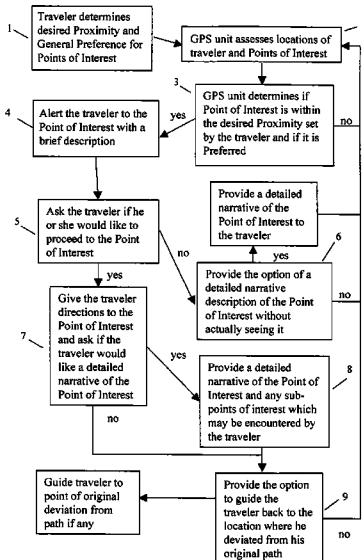 1
Traveler determines
desired Proximity and
General Preference for
Points of Interest
GPS unit assesses locations of
traveler and Points of Interest
3
GPS unit determines if
Point of Interest is within
the desired Proximity set
by the traveler and if it is
Preferred
yes
no
4
Alert the traveler to the
Point of Interest with a
brief description
5
Ask the traveler if he
or she would like to
proceed to the Point
of Interest
Provide a detailed
narrative of the
Point of Interest to
the traveler
yes
no
yes
6
Provide the option of a
detailed narrative
description of the Point
of Interest without
actually seeing it
no
7
Give the traveler
directions to the
Point of Interest
and ask if the
traveler would
like a detailed
narrative of the
Point of Interest
yes
no
8
Provide a detailed
narrative of the Point of
Interest and any sub-
points of interest which
may be encountered by
the traveler
Guide traveler to
point of original
deviation from
path if any
9
Provide the option
to guide the
traveler back to the
location where he
deviated from his
original path
no